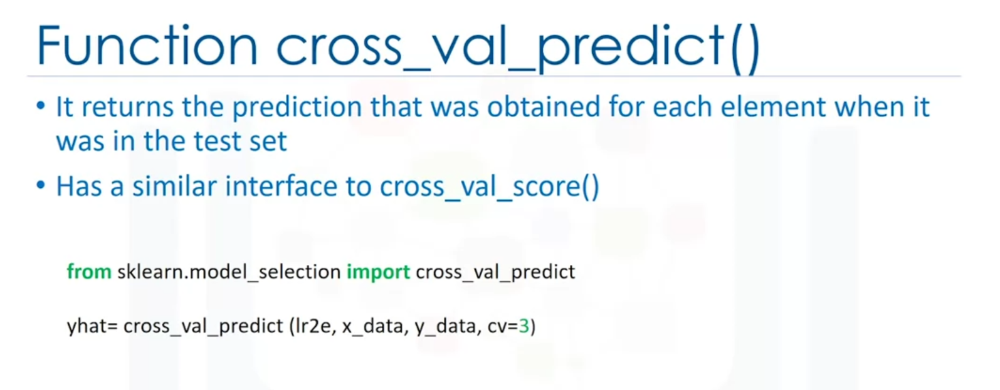 Function cross_val_predict()
• It returns the prediction that was obtained for each element when it
was in the test set
• Has a similar interface to cross_val_score()
from sklearn.model_selection import cross_val_predict
yhat= cross_val_predict (lr2e, x_data, y_data, cv=3)